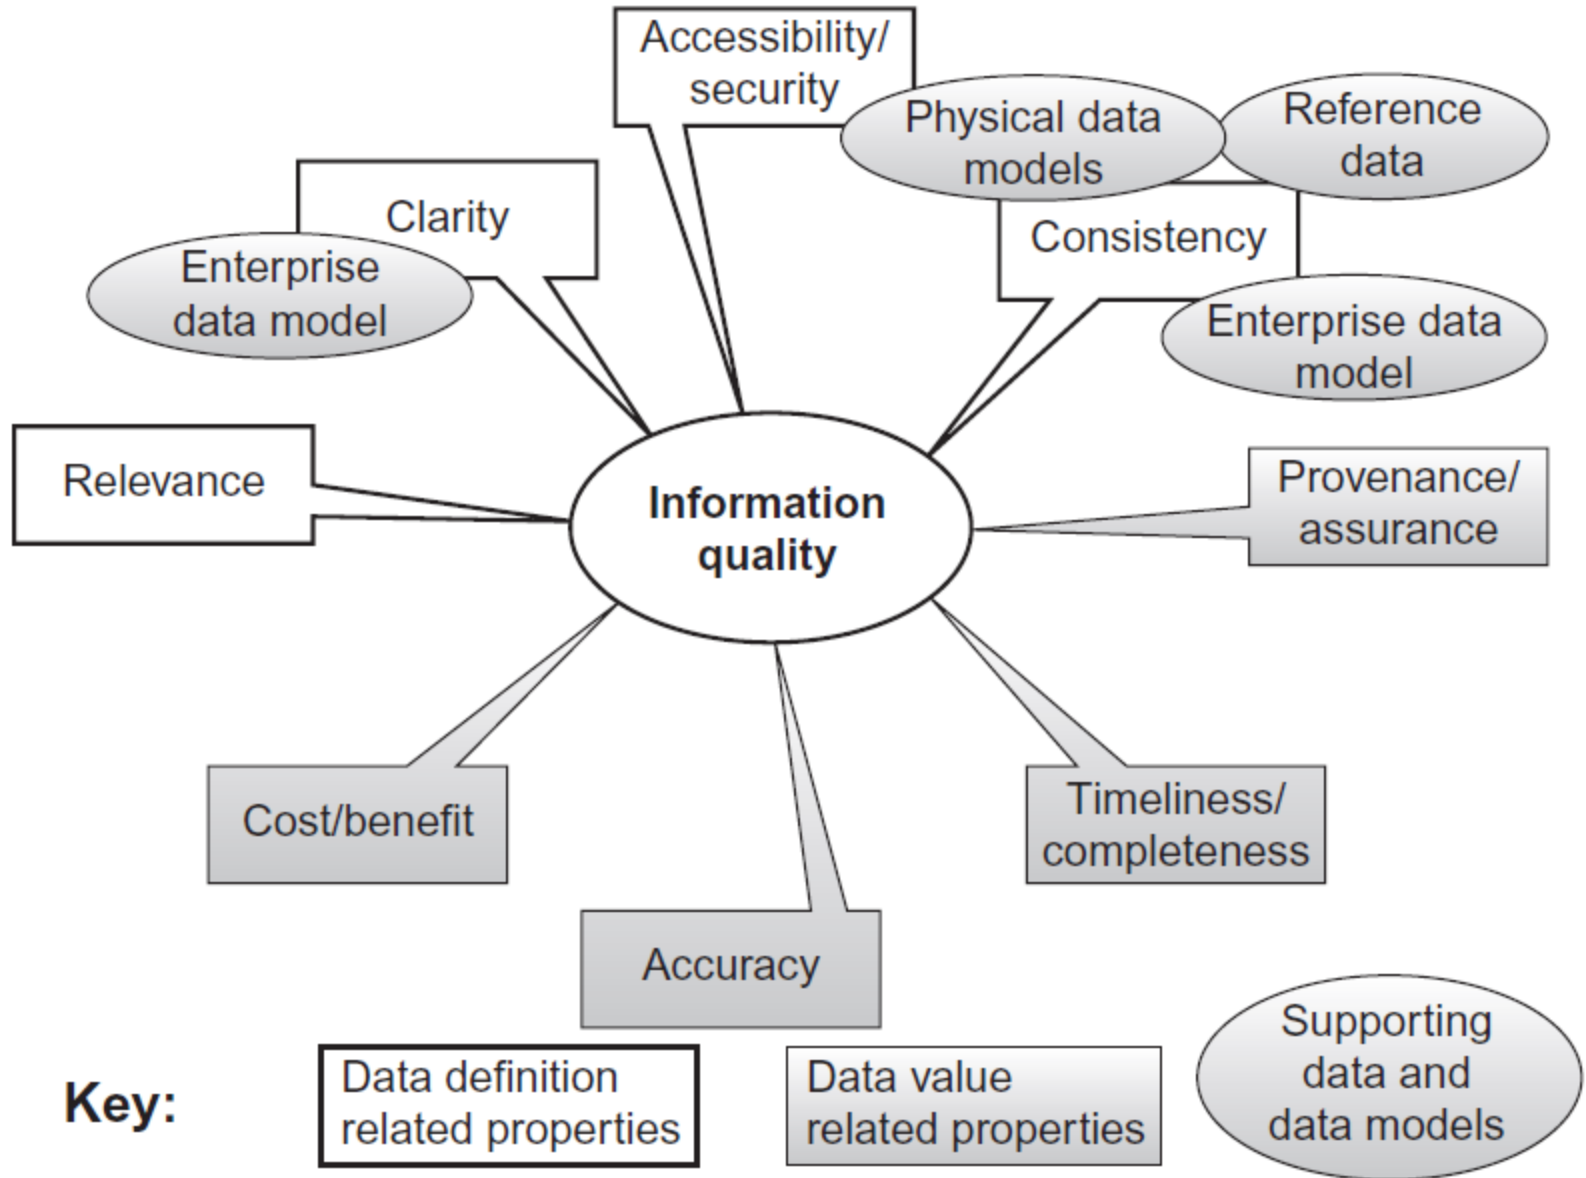 Accessibility/
security
Physical data
models
Reference
data
Clarity
Enterprise
data model
Consistency
Enterprise data
model
Relevance
Information
quality
Provenance/
assurance
Cost/benefit
Timeliness/
completeness
Accuracy
Key:
Data definition
related properties
Data value
related properties
Supporting
data and
data models